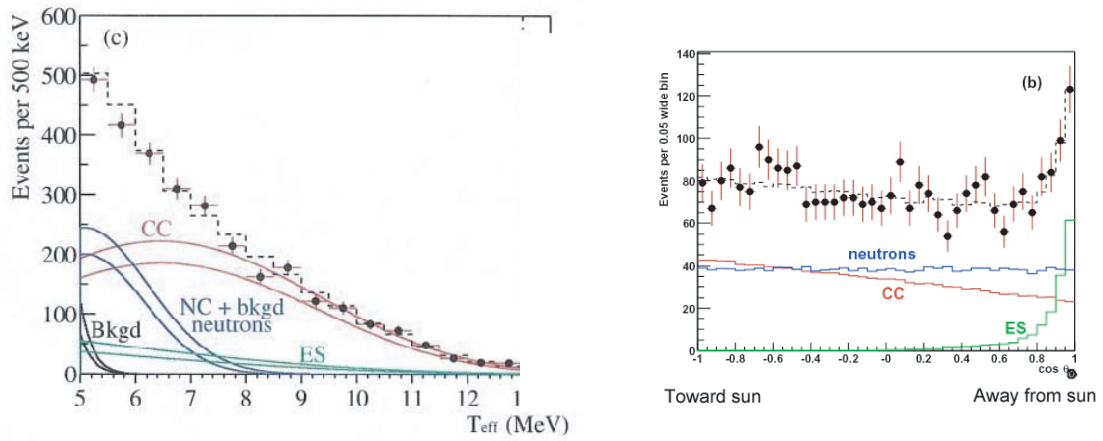 600
500
400
300
200
100
0
Events per 500 keV
(c)
CC
NC + bkgd
neutrons
Bkgd
ES
5 6 7 8 9 10 11 12 1
Teff (MeV)
140
120
100
80
60
40
20
0
Events per 0.05 wide bin
(b)
neutrons
CC
ES
-1 -0.8 -0.6 -0.4 -0.2 -0 0.2 0.4 0.6 0.8 1
cos θ
Toward sun
Away from sun